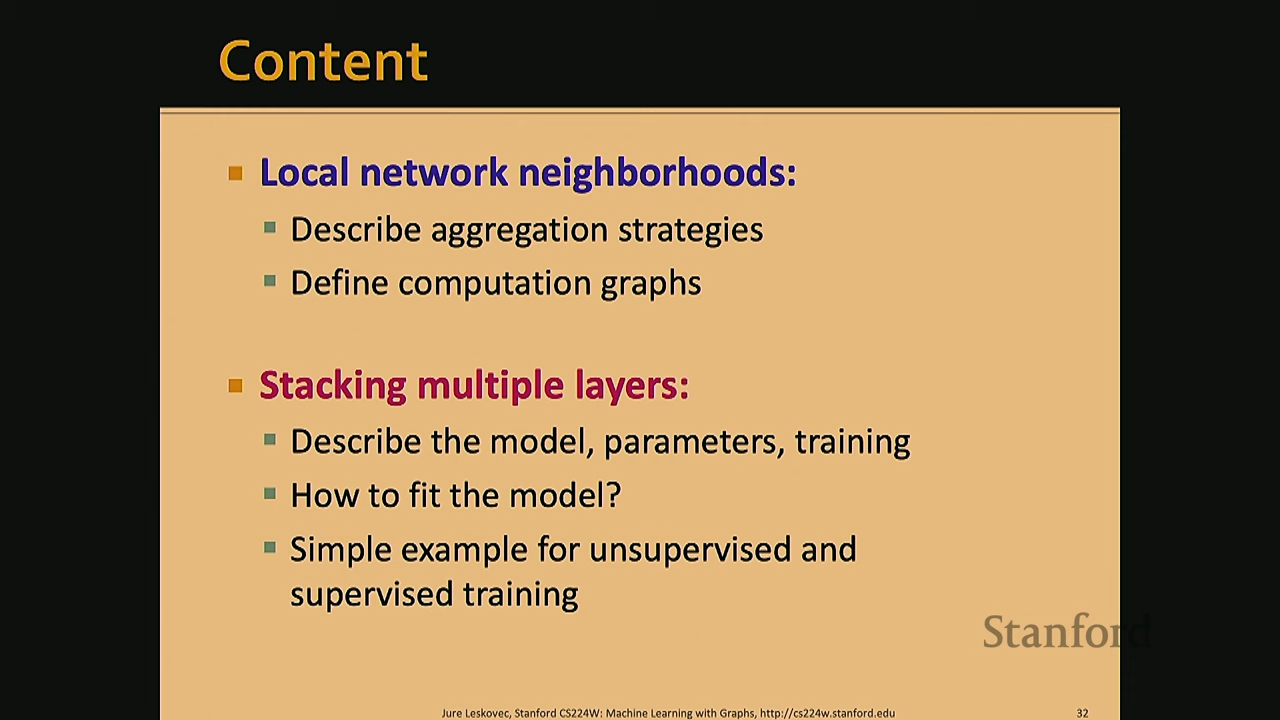 Content
Local network neighborhoods:
Describe aggregation strategies
Define computation graphs
Stacking multiple layers:
Describe the model, parameters, training
How to fit the model?
Simple example for unsupervised and
supervised training
Stanford
Jure Leskovec, Stanford CS224W: Machine Learning with Graphs, http://cs224w.stanford.edu
32